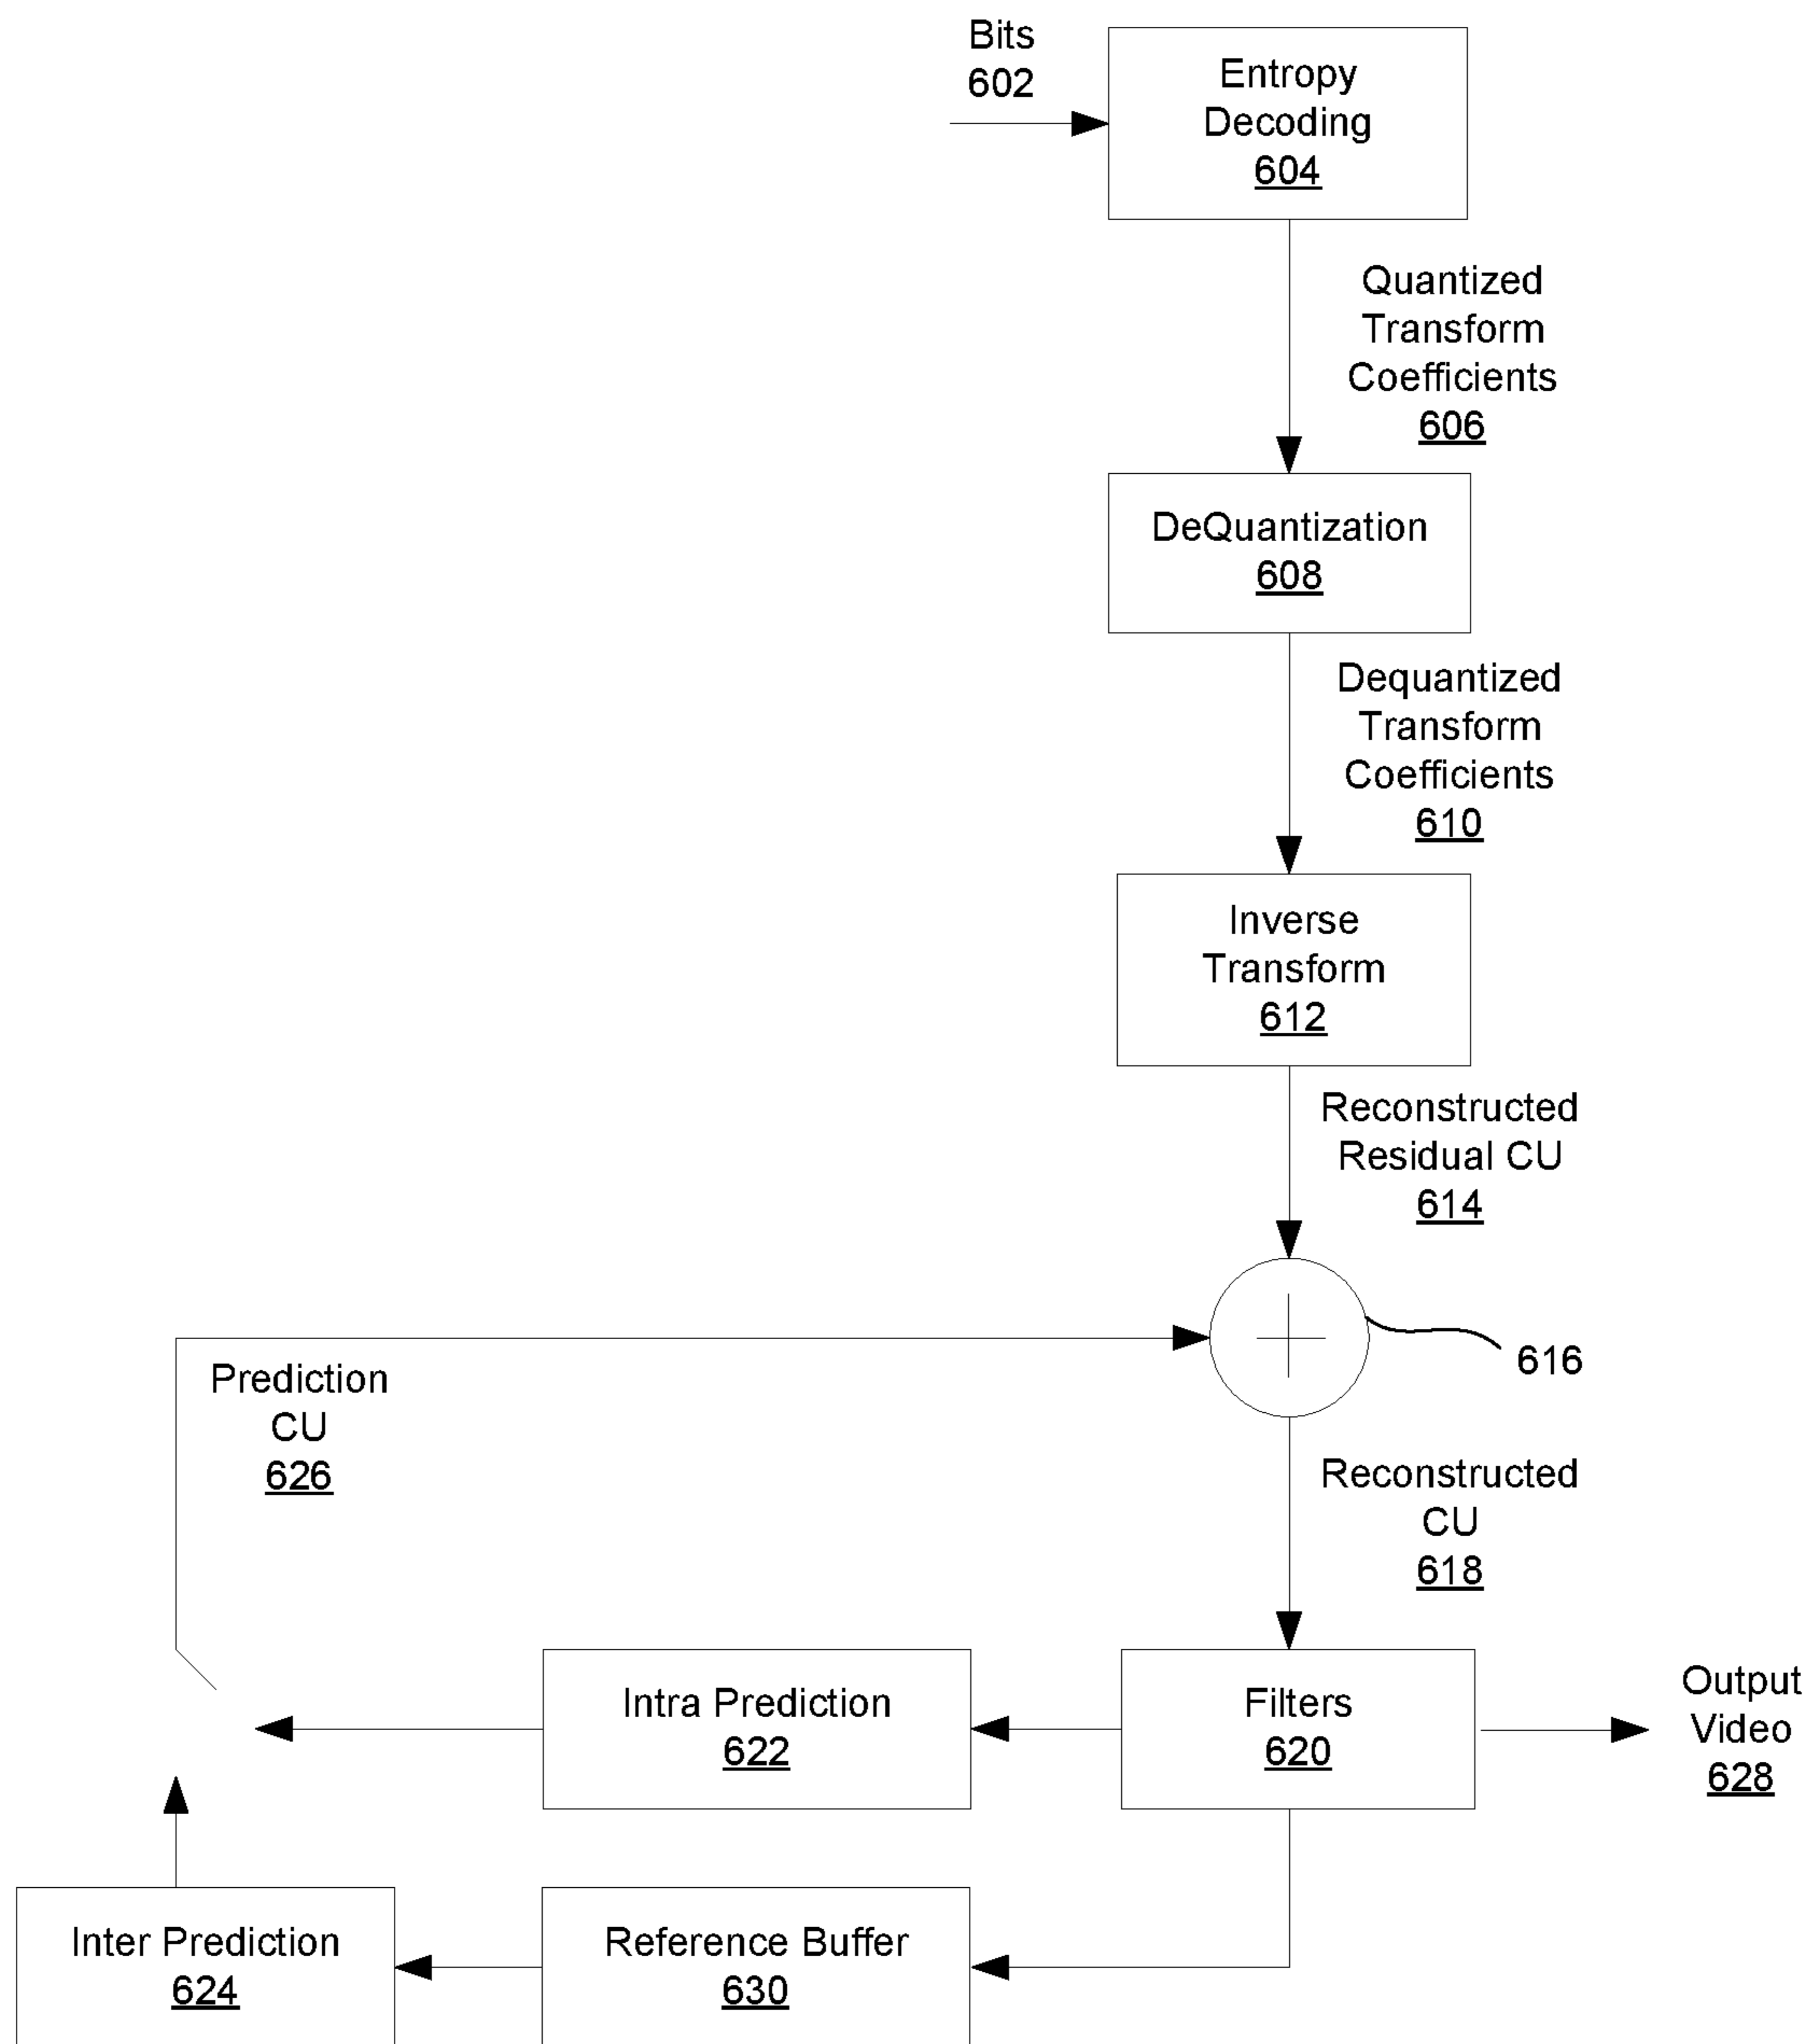 Bits
602
Entropy
Decoding
604
Quantized
Transform
Coefficients
606
DeQuantization
608
Dequantized
Transform
Coefficients
610
Inverse
Transform
612
Reconstructed
Residual CU
614
616
Prediction
CU
626
Reconstructed
CU
618
Intra Prediction
622
Filters
620
Output
Video
628
Inter Prediction
624
Reference Buffer
630